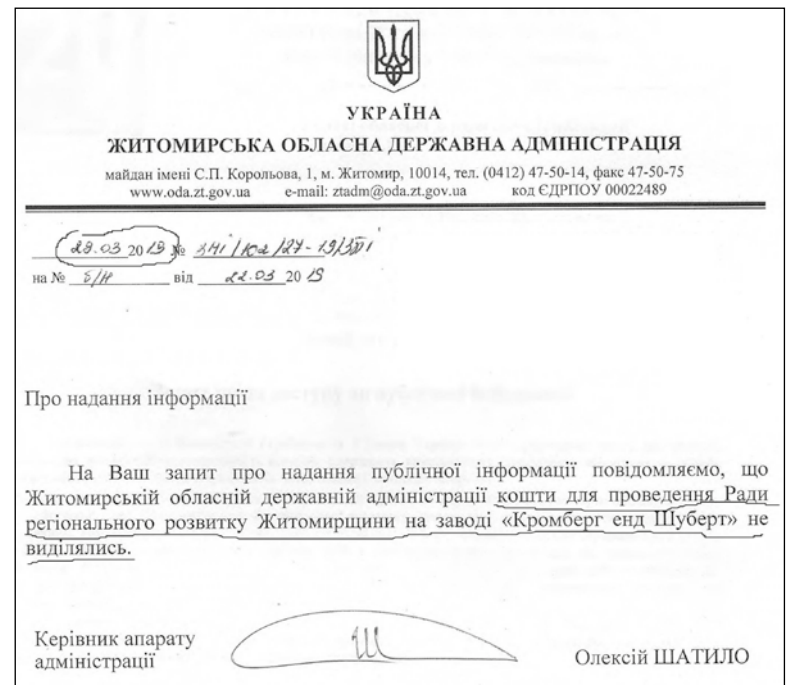 УКРАЇНА
ЖИТОМИРСЬКА ОБЛАСНА ДЕРЖАВНА АДМІНІСТРАЦІЯ
майдан імені С.П. Корольова, 1, м. Житомир, 10014, тел. (0412) 47-50-14, факс 47-50-75
www.oda.zt.gov.ua e-mail: ztadm@oda.zt.gov.ua код ЄДРПОУ 00022489
28.03 2019 №
на № б/н від 22.03 2019
Про надання інформації
На Ваш запит про надання публічної інформації повідомляємо, що
Житомирській обласній державній адміністрації кошти для проведення Ради
регіонального розвитку Житомирщини на заводі «Кромберг енд Шуберт» не
виділялись.
Керівник апарату
адміністрації Олексій ШАТИЛО